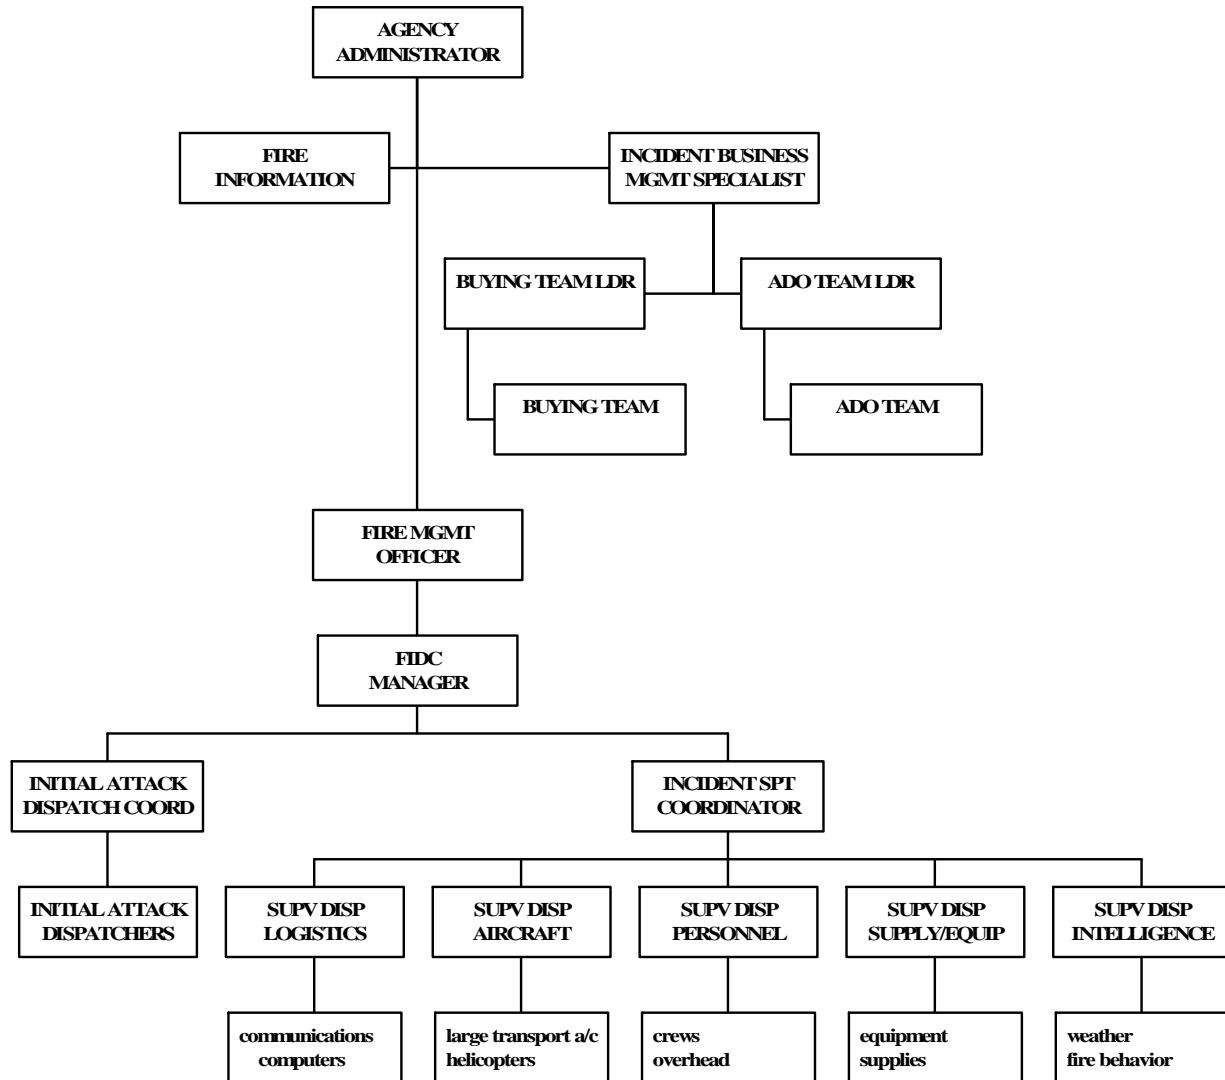 AGENCY
ADMINISTRATOR
FIRE
INFORMATION
INCIDENT BUSINESS
MGMT SPECIALIST
BUYING TEAM LDR
ADO TEAM LDR
BUYING TEAM
ADO TEAM
FIRE MGMT
OFFICER
FIDC
MANAGER
INITIAL ATTACK
DISPATCH COORD
INCIDENT SPT
COORDINATOR
INITIAL ATTACK
DISPATCHERS
SUPV DISP
LOGISTICS
SUPV DISP
AIRCRAFT
SUPV DISP
PERSONNEL
SUPV DISP
SUPPLY/EQUIP
SUPV DISP
INTELLIGENCE
communications
computers
large transport a/c
helicopters
crews
overhead
equipment
supplies
weather
fire behavior